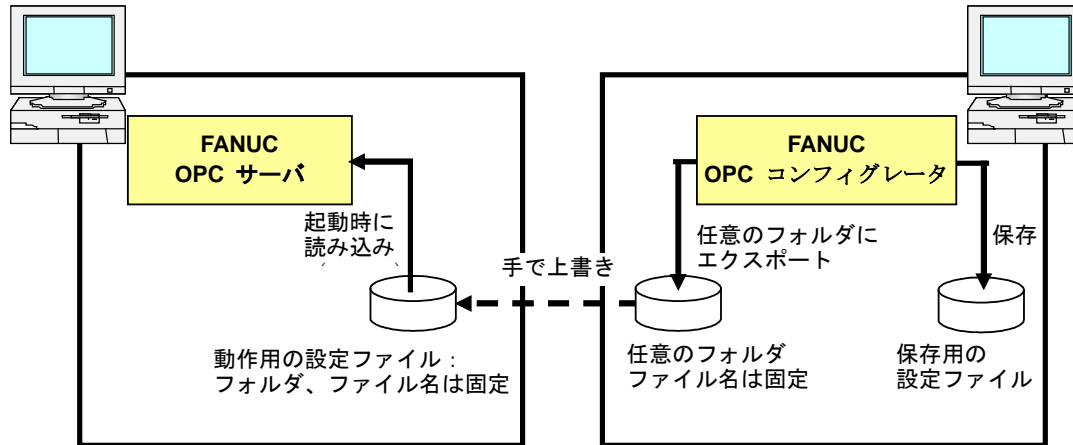 FANUC
OPC サーバ
起動時に
読み込み
動作用の設定ファイル：
フォルダ、ファイル名は固定
手で上書き
FANUC
OPC コンフィグレータ
任意のフォルダに
エクスポート
保存
任意のフォルダ
ファイル名は固定
保存用の
設定ファイル